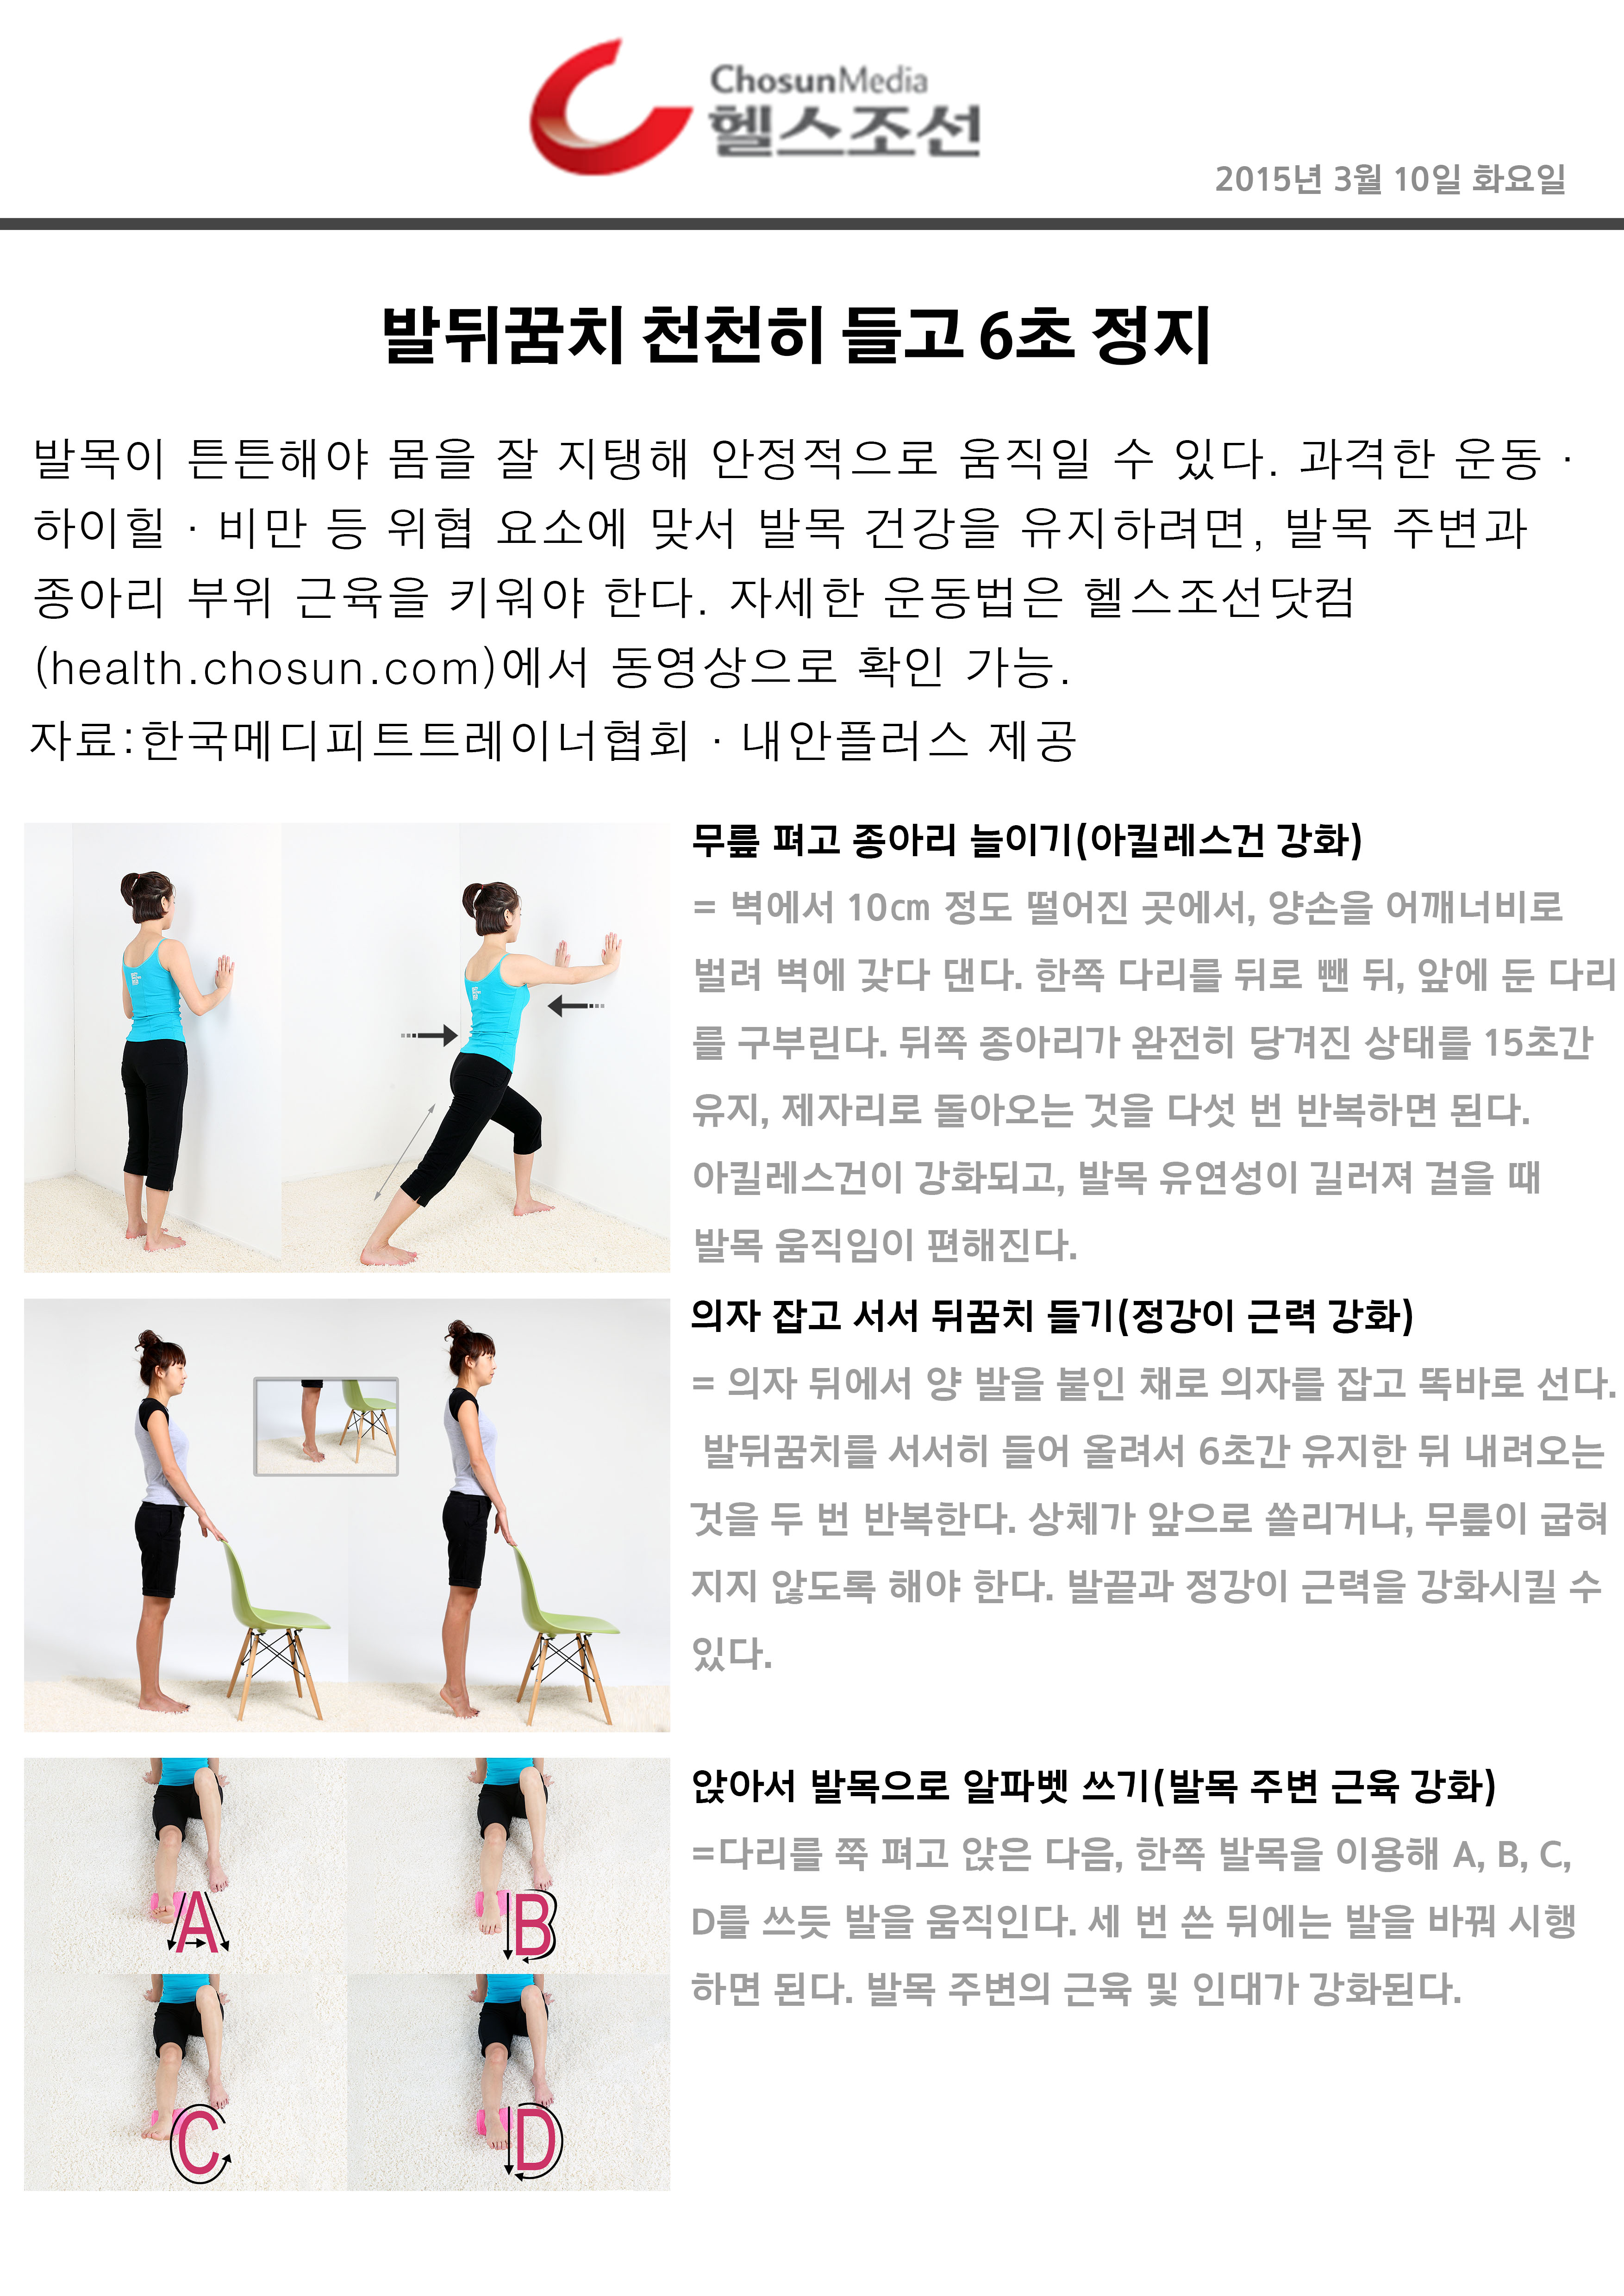 ChosunMedia
헬스조선
2015년 3월 10일 화요일
발뒤꿈치 천천히 들고 6초 정지
발목이 튼튼해야 몸을 잘 지탱해 안정적으로 움직일 수 있다. 과격한 운동 ·
하이힐 · 비만 등 위협 요소에 맞서 발목 건강을 유지하려면, 발목 주변과
종아리 부위 근육을 키워야 한다. 자세한 운동법은 헬스조선닷컴
(health.chosun.com)에서 동영상으로 확인 가능.
자료:한국메디피트트레이너협회 · 내안플러스 제공
무릎 펴고 종아리 늘이기(아킬레스건 강화)
= 벽에서 10㎝ 정도 떨어진 곳에서, 양손을 어깨너비로
벌려 벽에 갖다 댄다. 한쪽 다리를 뒤로 뺀 뒤, 앞에 둔 다리
를 구부린다. 뒤쪽 종아리가 완전히 당겨진 상태를 15초간
유지, 제자리로 돌아오는 것을 다섯 번 반복하면 된다.
아킬레스건이 강화되고, 발목 유연성이 길러져 걸을 때
발목 움직임이 편해진다.
의자 잡고 서서 뒤꿈치 들기(정강이 근력 강화)
= 의자 뒤에서 양 발을 붙인 채로 의자를 잡고 똑바로 선다.
발뒤꿈치를 서서히 들어 올려서 6초간 유지한 뒤 내려오는
것을 두 번 반복한다. 상체가 앞으로 쏠리거나, 무릎이 굽혀
지지 않도록 해야 한다. 발끝과 정강이 근력을 강화시킬 수
있다.
A
B
C
D
앉아서 발목으로 알파벳 쓰기(발목 주변 근육 강화)
=다리를 쭉 펴고 앉은 다음, 한쪽 발목을 이용해 A, B, C,
D를 쓰듯 발을 움직인다. 세 번 쓴 뒤에는 발을 바꿔 시행
하면 된다. 발목 주변의 근육 및 인대가 강화된다.